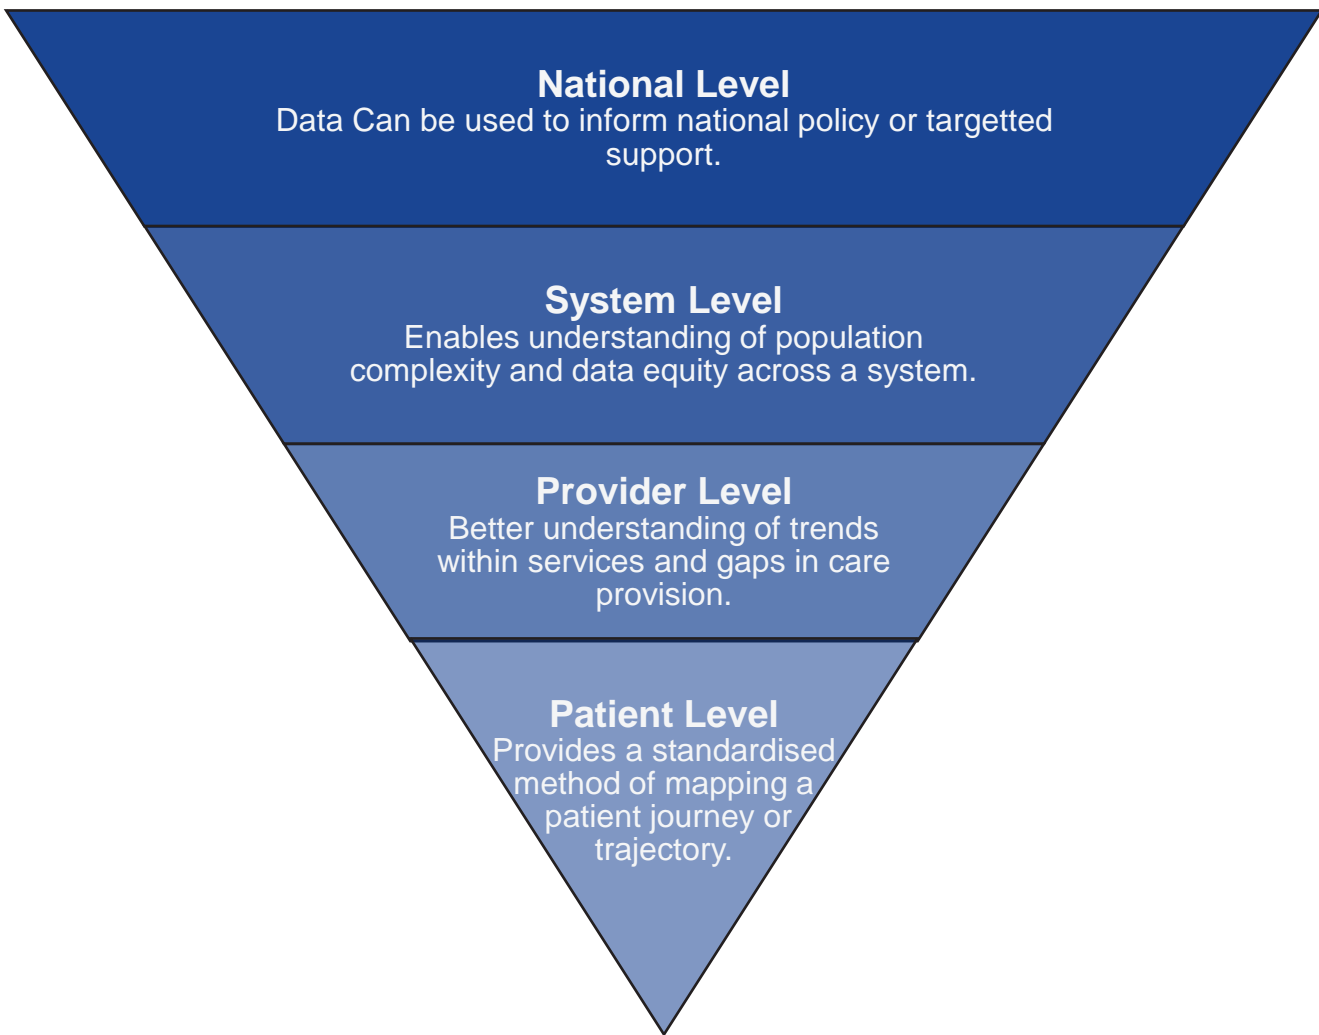 National Level
Data Can be used to inform national policy or targetted
support.
System Level
Enables understanding of population
complexity and data equity across a system.
Provider Level
Better understanding of trends
within services and gaps in care
provision.
Patient Level
Provides a standardised
method of mapping a
patient journey or
trajectory.